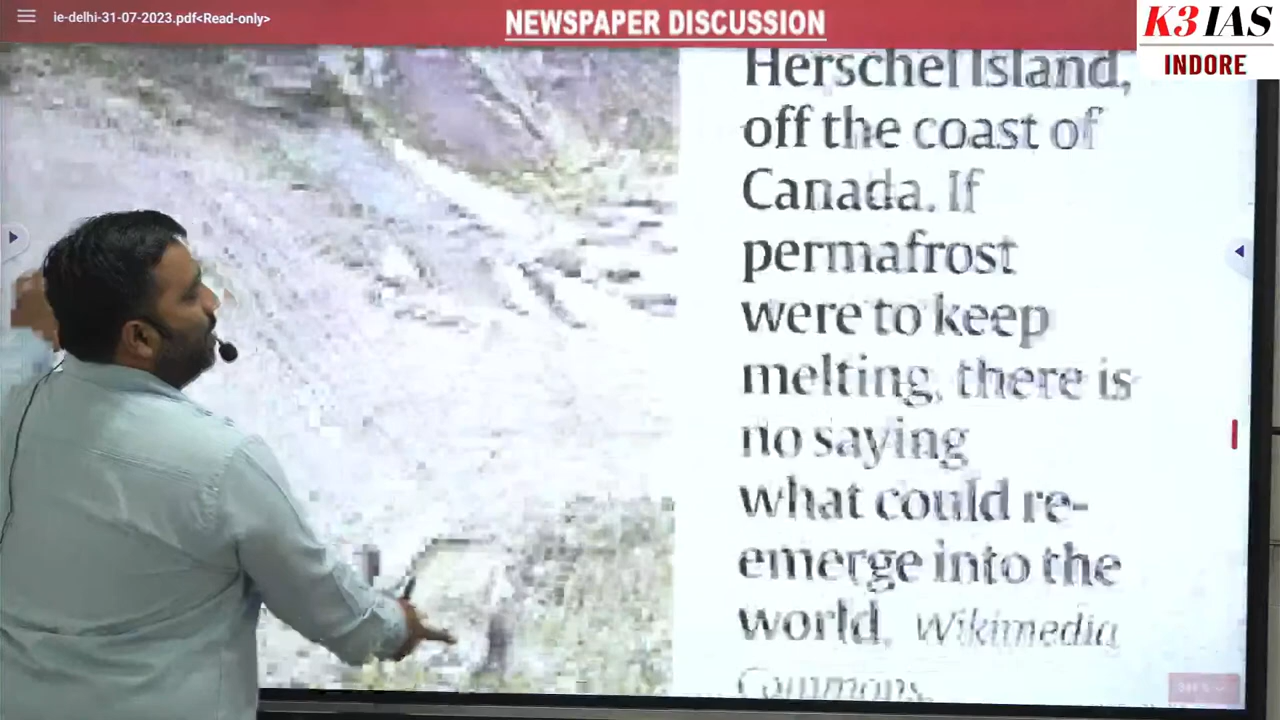 ie-delhi-31-07-2023.pdf<Read-only>
NEWSPAPER DISCUSSION
K3 IAS
INDORE
Herschel Island,
off the coast of
Canada. If
permafrost
were to keep
melting, there is
no saying
what could re-
emerge into the
world. Wikimedia
Commons.